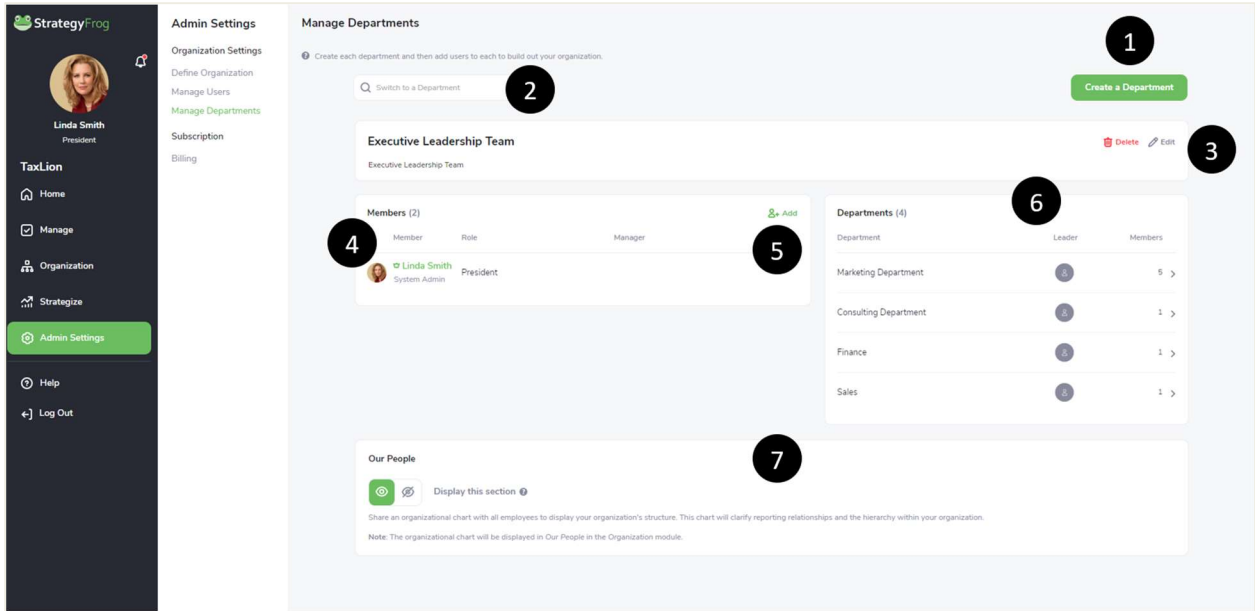 StrategyFrog
Linda Smith
President
TaxLion
Home
Manage
Organization
Strategize
Admin Settings
Help
Log Out
Admin Settings
Organization Settings
Define Organization
Manage Users
Manage Departments
Subscription
Billing
Manage Departments
Create each department and then add users to each to build out your organization.
1
Switch to a Department
2
Create a Department
Executive Leadership Team
Delete Edit
3
Executive Leadership Team
Members (2)
Add
4
Member Role Manager
5
Linda Smith
President
System Admin
6
Departments (4)
Department Leader Members
Marketing Department 5
Consulting Department 1
Finance 1
Sales 1
7
Our People
Display this section
Share an organizational chart with all employees to display your organization's structure. This chart will clarify reporting relationships and the hierarchy within your organization.
Note: The organizational chart will be displayed in Our People in the Organization module.